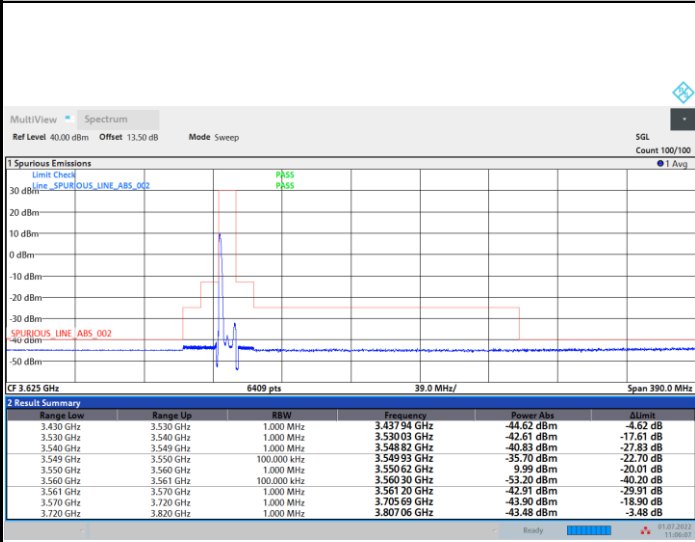 MultiView Spectrum
Ref Level 40.00 dBm Offset 13.50 dB Mode Sweep SGL
Count 100/100
1 Spurious Emissions 1 Avg
Limit Check PASS
Line _SPURIOUS_LINE_ABS_002 PASS
30 dBm
20 dBm
10 dBm
0 dBm
-10 dBm
-20 dBm
-30 dBm
SPURIOUS_LINE_ABS_002
-40 dBm
-50 dBm
CF 3.625 GHz 6409 pts 39.0 MHz/ Span 390.0 MHz
2 Result Summary
Range Low Range Up RBW Frequency Power Abs ΔLimit
3.430 GHz 3.530 GHz 1.000 MHz 3.437 94 GHz -44.62 dBm -4.62 dB
3.530 GHz 3.540 GHz 1.000 MHz 3.530 03 GHz -42.61 dBm -17.61 dB
3.540 GHz 3.549 GHz 1.000 MHz 3.548 82 GHz -40.83 dBm -27.83 dB
3.549 GHz 3.550 GHz 100.000 kHz 3.549 93 GHz -35.70 dBm -22.70 dB
3.550 GHz 3.560 GHz 1.000 MHz 3.550 62 GHz 9.99 dBm -20.01 dB
3.560 GHz 3.561 GHz 100.000 kHz 3.560 30 GHz -53.20 dBm -40.20 dB
3.561 GHz 3.570 GHz 1.000 MHz 3.561 20 GHz -42.91 dBm -29.91 dB
3.570 GHz 3.720 GHz 1.000 MHz 3.705 69 GHz -43.90 dBm -18.90 dB
3.720 GHz 3.820 GHz 1.000 MHz 3.807 06 GHz -43.48 dBm -3.48 dB
Ready 01.07.2022
11:06:07